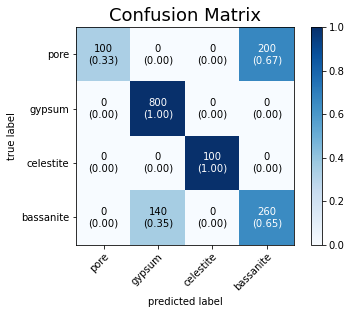 Confusion Matrix
true label
pore
100 0 0 200
(0.33) (0.00) (0.00) (0.67)
gypsum
0 800 0 0
(0.00) (1.00) (0.00) (0.00)
celestite
0 0 100 0
(0.00) (0.00) (1.00) (0.00)
bassanite
0 140 0 260
(0.00) (0.35) (0.00) (0.65)
pore gypsum celestite bassanite
predicted label
1.0
0.8
0.6
0.4
0.2
0.0